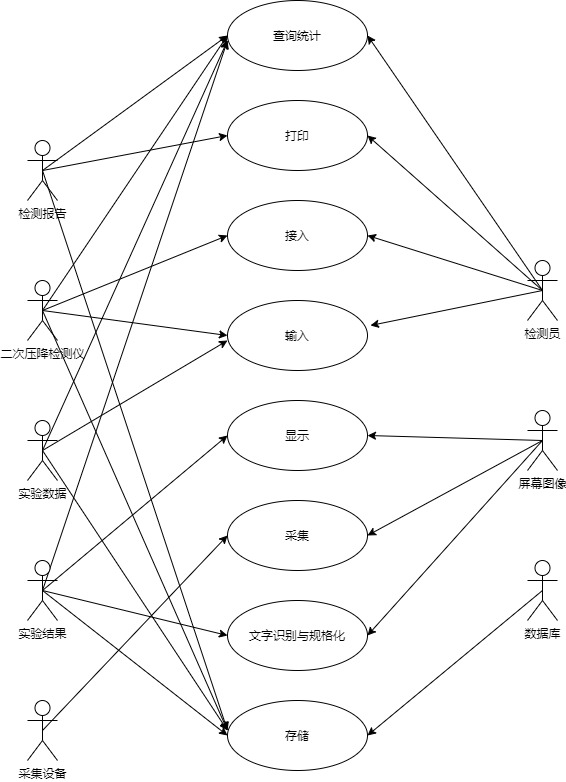 查询统计
打印
检测报告
接入
检测员
输入
二次压降检测仪
显示
屏幕图像
实验数据
采集
文字识别与规格化
实验结果
数据库
存储
采集设备